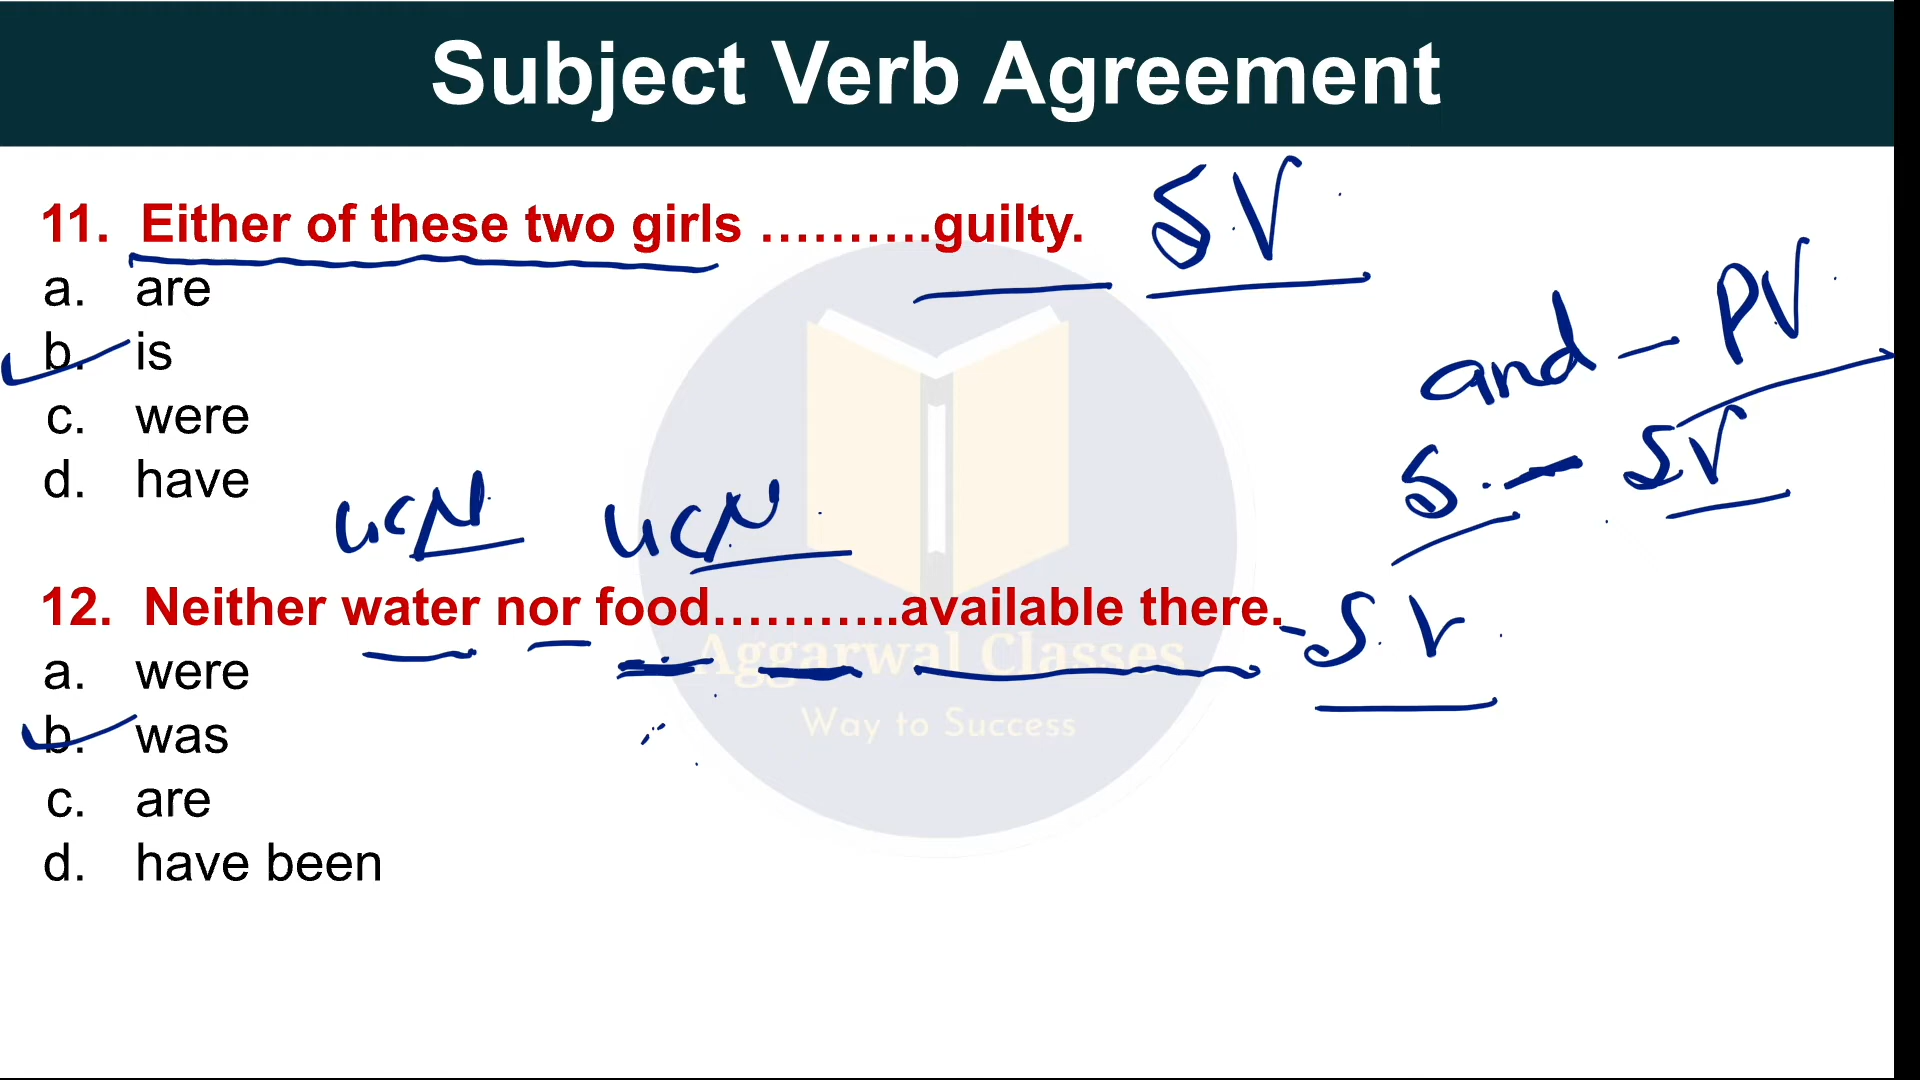 Subject Verb Agreement
11. Either of these two girls ..........guilty. SV
a. are
b. is
c. were
d. have
and - PV
S - SV
UCN UCN
12. Neither water nor food...........available there. - S.V
a. were
b. was
c. are
d. have been
Aggarwal Classes
Way to Success